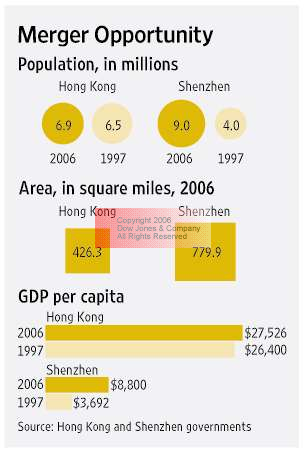 Merger Opportunity
Population, in millions
Hong Kong Shenzhen
6.9 6.5 9.0 4.0
2006 1997 2006 1997
Area, in square miles, 2006
Hong Kong Shenzhen
Copyright 2006
Dow Jones & Company
All Rights Reserved
426.3 779.9
GDP per capita
Hong Kong
2006 $27,526
1997 $26,400
Shenzhen
2006 $8,800
1997 $3,692
Source: Hong Kong and Shenzhen governments